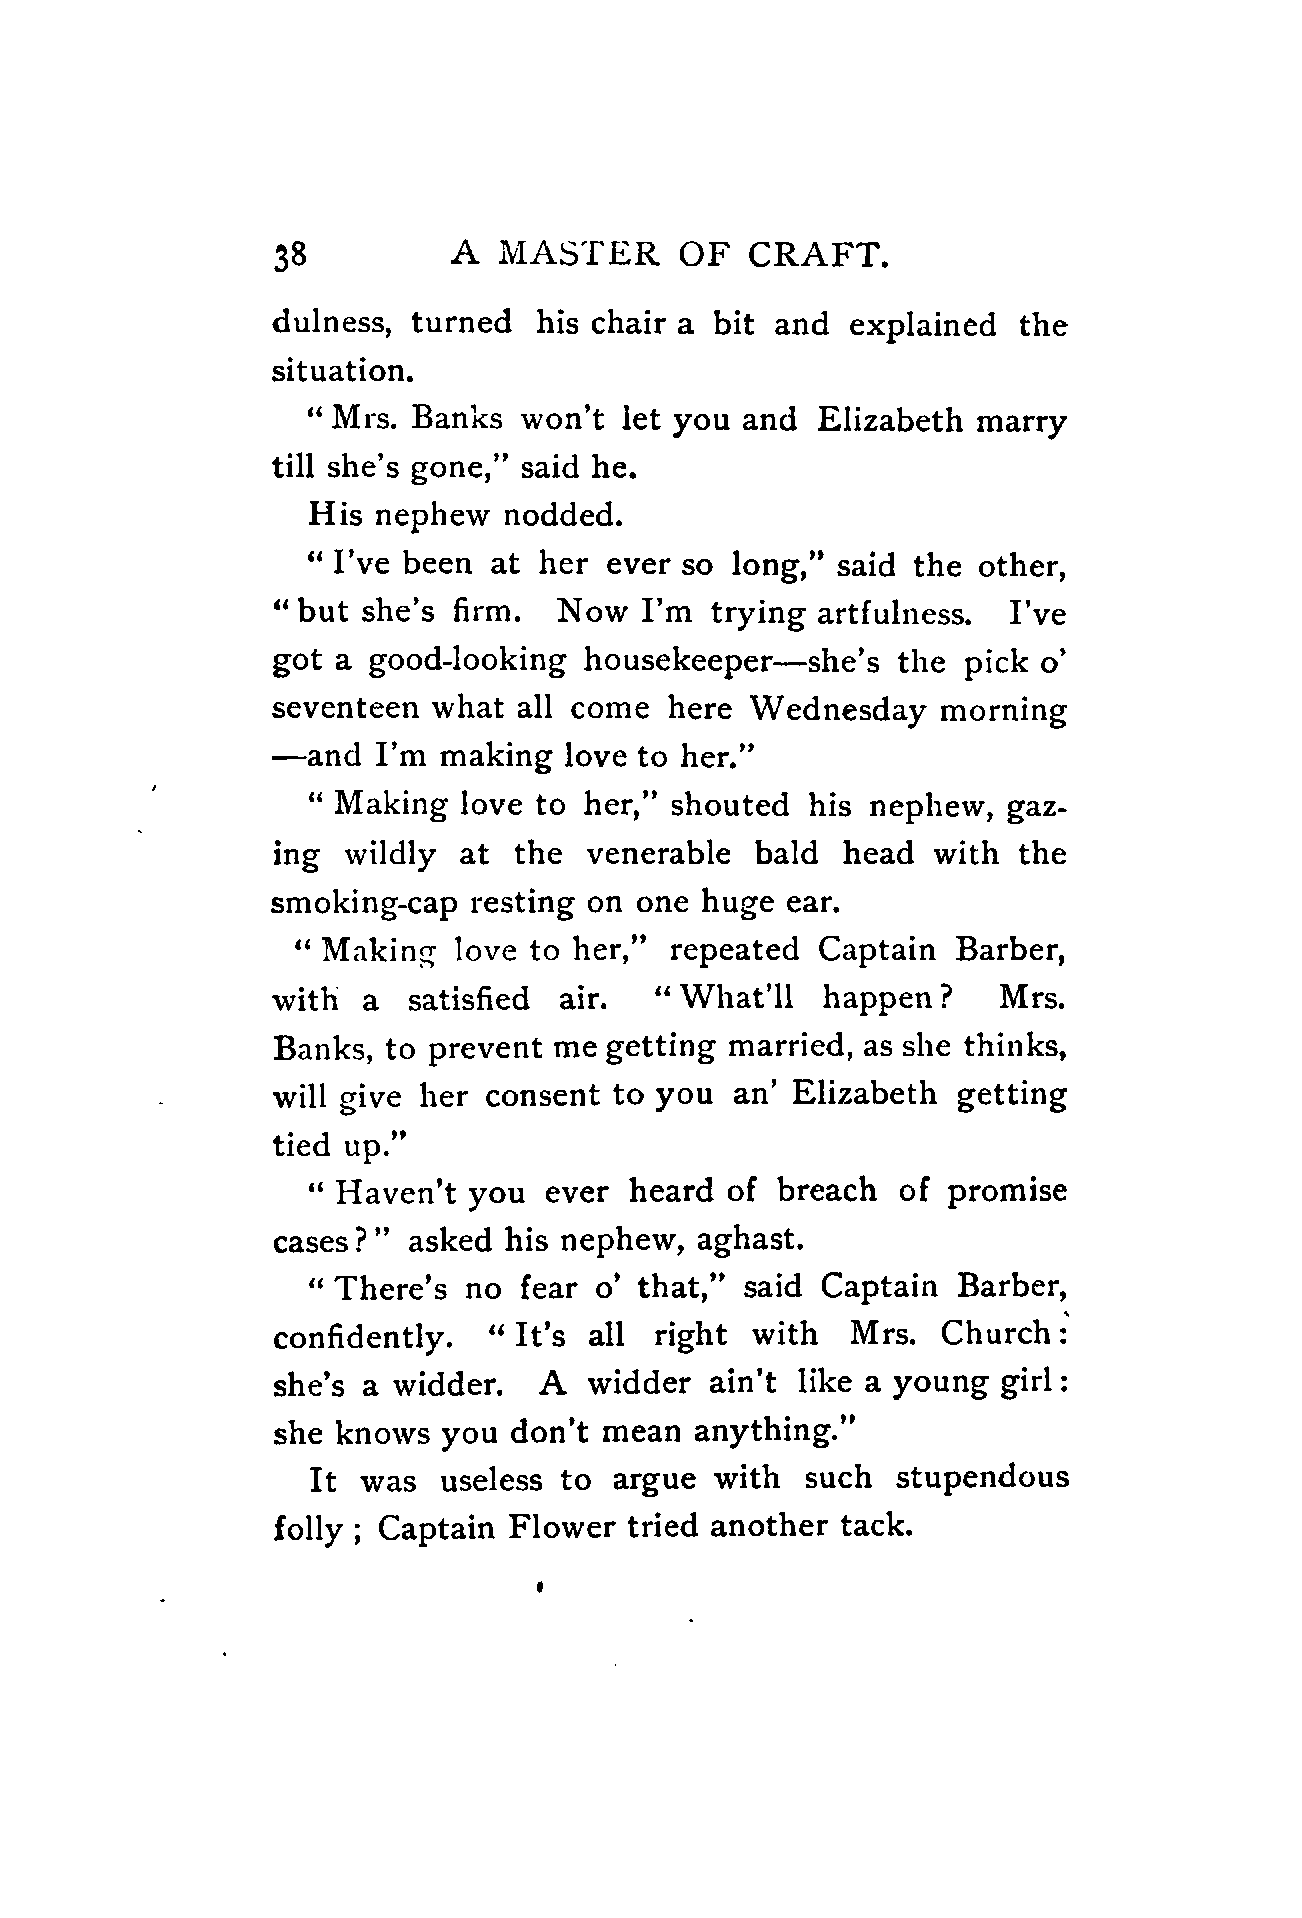 38 A MASTER OF CRAFT.
dulness, turned his chair a bit and explained the
situation.
“ Mrs. Banks won't let you and Elizabeth marry
till she's gone,” said he.
His nephew nodded.
“ I've been at her ever so long,” said the other,
“ but she's firm. Now I'm trying artfulness. I've
got a good-looking housekeeper—she's the pick o'
seventeen what all come here Wednesday morning
—and I'm making love to her.”
“ Making love to her,” shouted his nephew, gaz-
ing wildly at the venerable bald head with the
smoking-cap resting on one huge ear.
“ Making love to her,” repeated Captain Barber,
with a satisfied air. “ What'll happen ? Mrs.
Banks, to prevent me getting married, as she thinks,
will give her consent to you an' Elizabeth getting
tied up.”
“ Haven't you ever heard of breach of promise
cases ? ” asked his nephew, aghast.
“ There's no fear o' that,” said Captain Barber,
confidently. “ It's all right with Mrs. Church :
she's a widder. A widder ain't like a young girl :
she knows you don't mean anything.”
It was useless to argue with such stupendous
folly ; Captain Flower tried another tack.